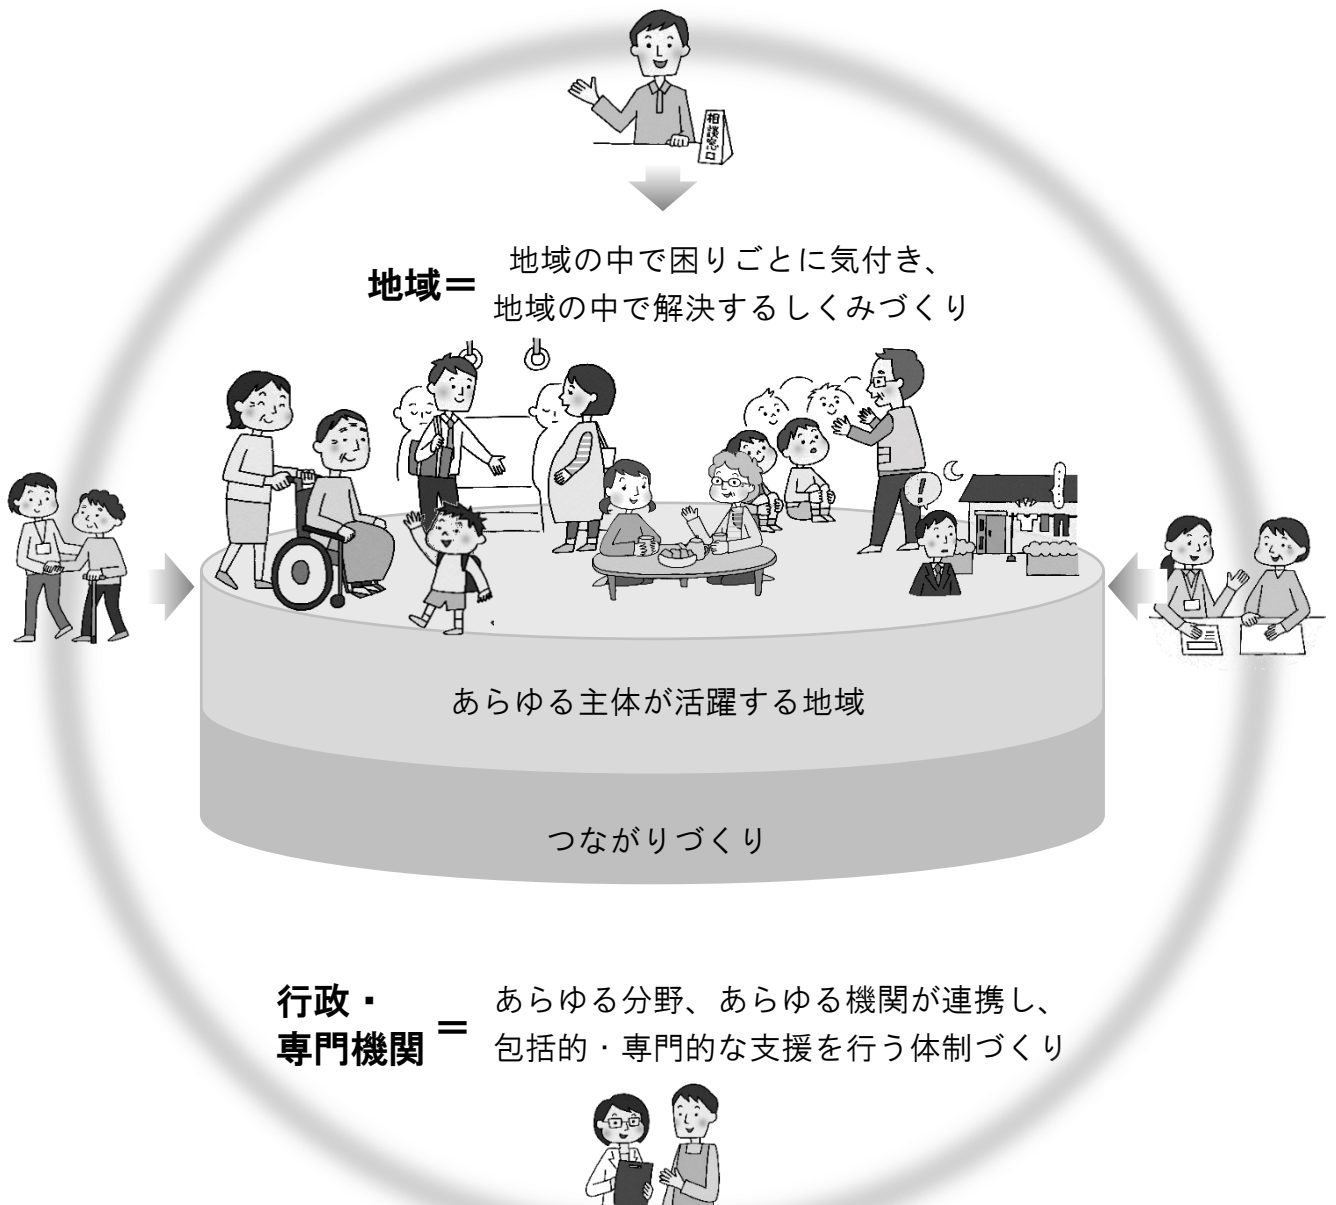 相談窓口
地域＝
地域の中で困りごとに気付き、
地域の中で解決するしくみづくり
!
あらゆる主体が活躍する地域
つながりづくり
行政・
専門機関
＝
あらゆる分野、あらゆる機関が連携し、
包括的・専門的な支援を行う体制づくり